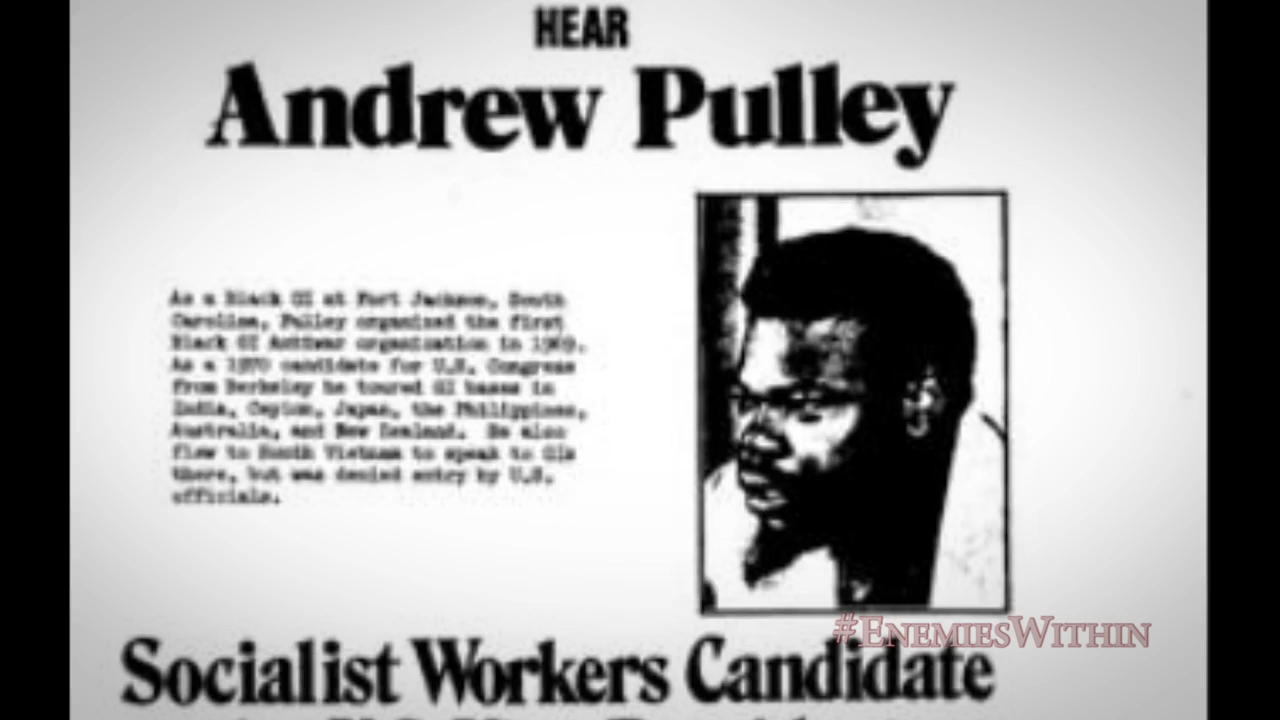 HEAR
Andrew Pulley
As a Black GI at Fort Jackson, South
Carolina, Pulley organized the first
Black GI Antiwar organization in 1969.
As a 1970 candidate for U.S. Congress
from Berkeley he toured GI bases in
India, Ceylon, Japan, the Philippines,
Australia, and New Zealand. He also
flew to South Vietnam to speak to GIs
there, but was denied entry by U.S.
officials.
#EnemiesWithin
Socialist Workers Candidate